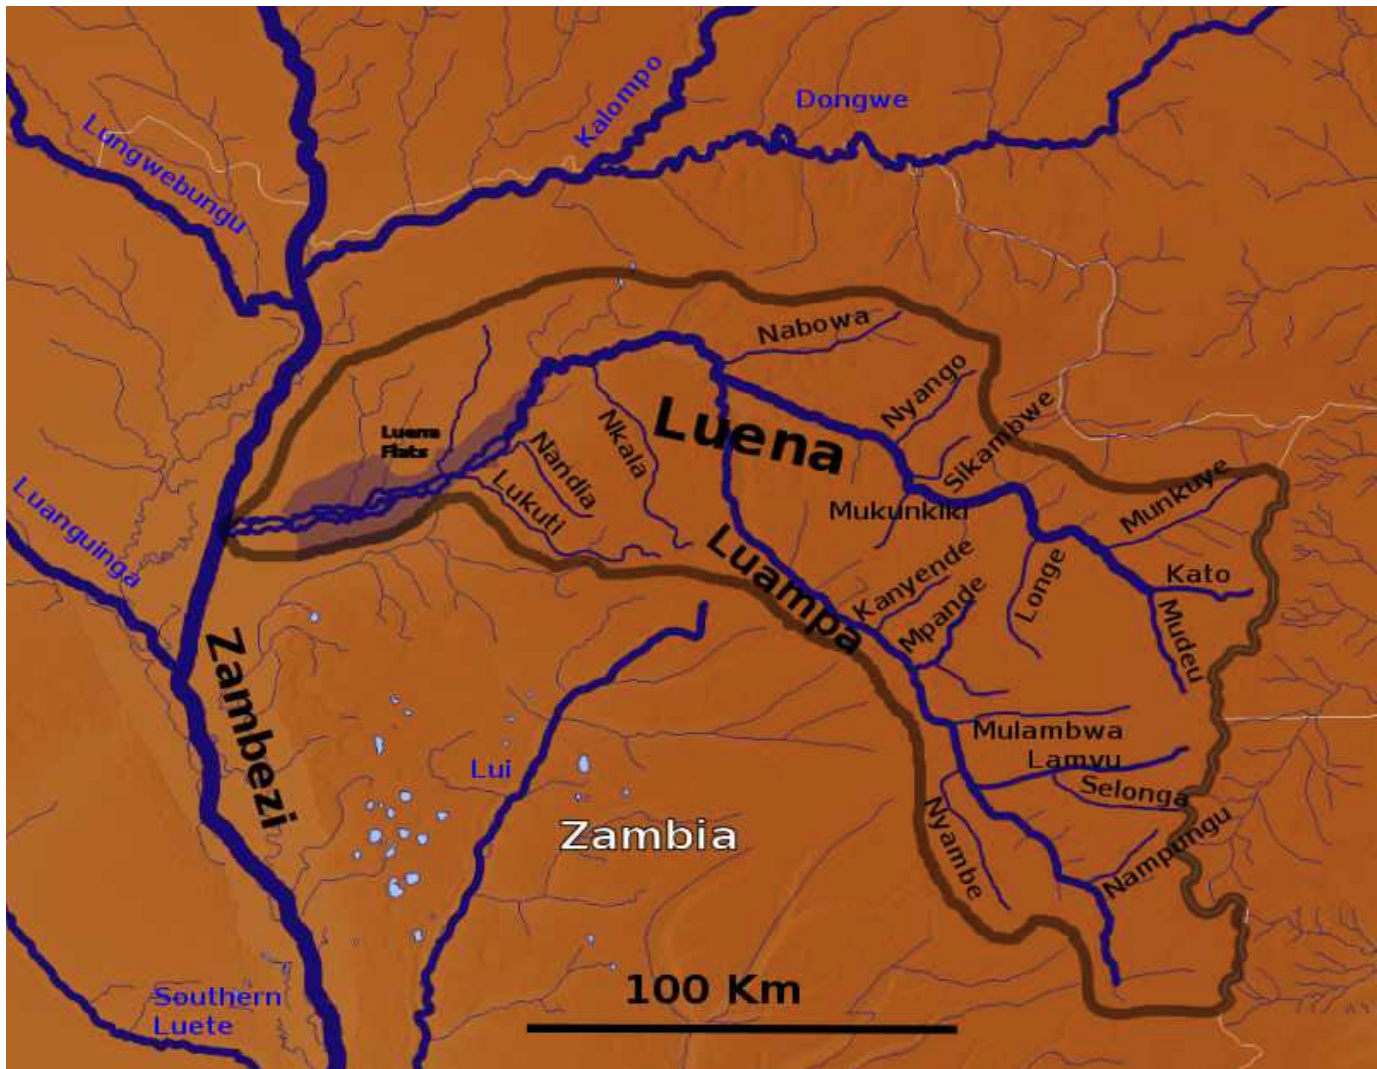 Kalompo
Dongwe
Lungwebungu
Nabowa
Nyango
Luena
Flats
Nkala
Luena
Sikambwe
Nandia
Lukuti
Munkuye
Mukunkiki
Luanguinga
Luampa
Kanyende
Mpande
Longe
Kato
Mudeu
Zambezi
Mulambwa
Lamvu
Lui
Selonga
Zambia
Nyambe
Nampungu
100 Km
Southern
Luete